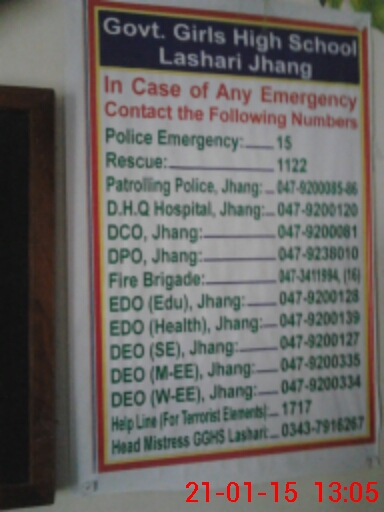 Govt. Girls High School
Lashari Jhang
In Case of Any Emergency
Contact the Following Numbers
Police Emergency: 15
Rescue: 1122
Patrolling Police, Jhang: 047-9200085-86
D.H.Q Hospital, Jhang: 047-9200120
DCO, Jhang: 047-9200081
DPO, Jhang: 047-9238010
Fire Brigade: 047-3411994, (16)
EDO (Edu), Jhang: 047-9200128
EDO (Health), Jhang: 047-9200139
DEO (SE), Jhang: 047-9200127
DEO (M-EE), Jhang: 047-9200335
DEO (W-EE), Jhang: 047-9200334
Help Line (For Terrorist Elements): 1717
Head Mistress GGHS Lashari: 0343-7916267
21-01-15 13:05